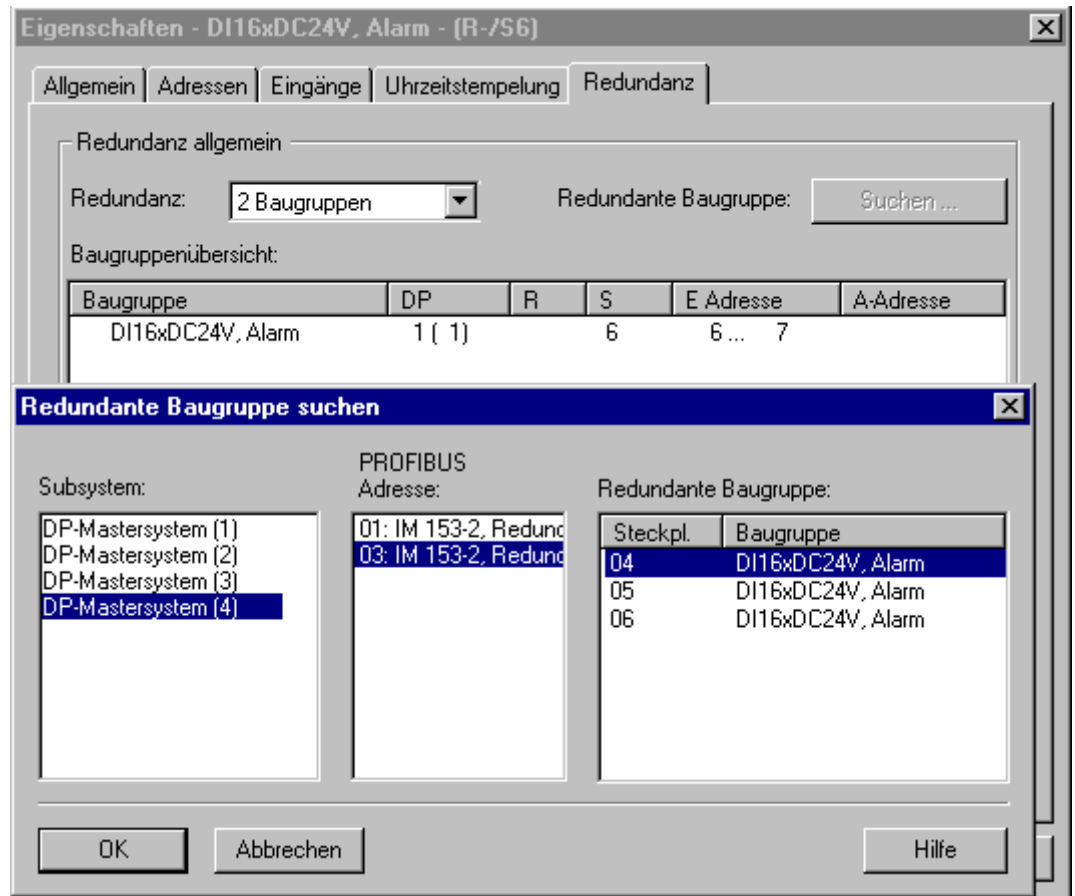 Eigenschaften - DI16xDC24V, Alarm - (R-/S6)
Allgemein Adressen Eingänge Uhrzeitstempelung Redundanz
Redundanz allgemein
Redundanz: 2 Baugruppen Redundante Baugruppe: Suchen ...
Baugruppenübersicht:
Baugruppe DP R S E Adresse A-Adresse
DI16xDC24V, Alarm 1 ( 1) 6 6 ... 7
Redundante Baugruppe suchen
Subsystem:
DP-Mastersystem (1)
DP-Mastersystem (2)
DP-Mastersystem (3)
DP-Mastersystem (4)
PROFIBUS
Adresse:
01: IM 153-2, Redund
03: IM 153-2, Redund
Redundante Baugruppe:
Steckpl. Baugruppe
04 DI16xDC24V, Alarm
05 DI16xDC24V, Alarm
06 DI16xDC24V, Alarm
OK Abbrechen Hilfe